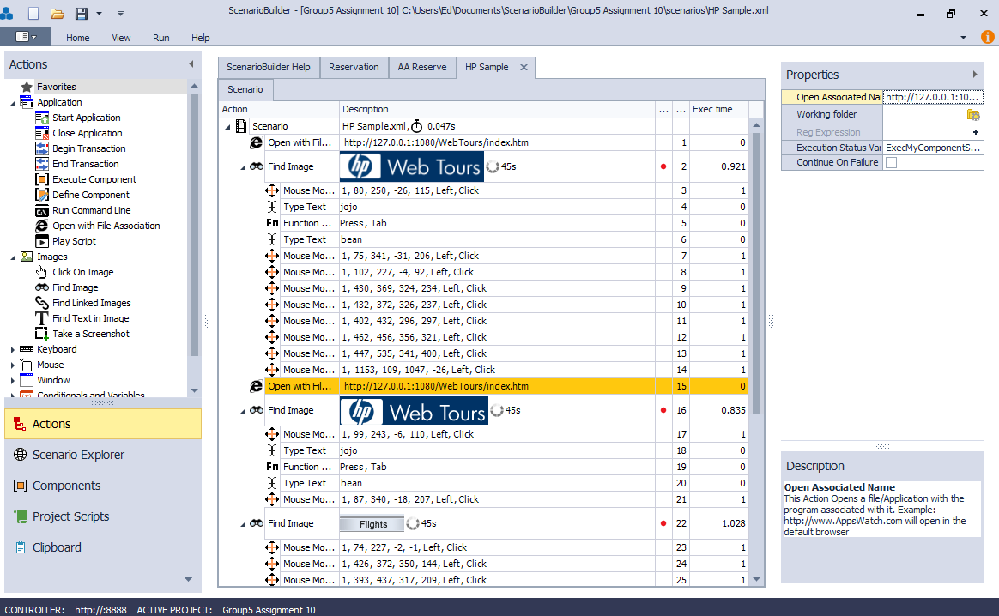 ScenarioBuilder - [Group5 Assignment 10] C:\Users\Ed\Documents\ScenarioBuilder\Group5 Assignment 10\scenarios\HP Sample.xml
Home View Run Help
Actions
Favorites
Application
Start Application
Close Application
Begin Transaction
End Transaction
Execute Component
Define Component
Run Command Line
Open with File Association
Play Script
Images
Click On Image
Find Image
Find Linked Images
Find Text in Image
Take a Screenshot
Keyboard
Mouse
Window
Conditionals and Variables
Actions
Scenario Explorer
Components
Project Scripts
Clipboard
ScenarioBuilder Help Reservation AA Reserve HP Sample
Scenario
Action Description ... ... Exec time
Scenario HP Sample.xml, 0.047s
Open with Fil... http://127.0.0.1:1080/WebTours/index.htm 1 0
Find Image hp Web Tours 45s 2 0.921
Mouse Mo... 1, 80, 250, -26, 115, Left, Click 3 1
Type Text jojo 4 0
Fn Function ... Press, Tab 5 0
Type Text bean 6 0
Mouse Mo... 1, 75, 341, -31, 206, Left, Click 7 1
Mouse Mo... 1, 102, 227, -4, 92, Left, Click 8 1
Mouse Mo... 1, 430, 369, 324, 234, Left, Click 9 1
Mouse Mo... 1, 432, 372, 326, 237, Left, Click 10 1
Mouse Mo... 1, 402, 432, 296, 297, Left, Click 11 1
Mouse Mo... 1, 462, 456, 356, 321, Left, Click 12 1
Mouse Mo... 1, 447, 535, 341, 400, Left, Click 13 1
Mouse Mo... 1, 1153, 109, 1047, -26, Left, Click 14 1
Open with Fil... http://127.0.0.1:1080/WebTours/index.htm 15 0
Find Image hp Web Tours 45s 16 0.835
Mouse Mo... 1, 99, 243, -6, 110, Left, Click 17 1
Type Text jojo 18 0
Fn Function ... Press, Tab 19 0
Type Text bean 20 0
Mouse Mo... 1, 87, 340, -18, 207, Left, Click 21 1
Find Image Flights 45s 22 1.028
Mouse Mo... 1, 74, 227, -2, -1, Left, Click 23 1
Mouse Mo... 1, 426, 372, 350, 144, Left, Click 24 1
Mouse Mo... 1, 393, 437, 317, 209, Left, Click 25 1
Properties
Open Associated Nar http://127.0.0.1:10...
Working folder
Reg Expression
Execution Status Var ExecMyComponentS...
Continue On Failure
Description
Open Associated Name
This Action Opens a file/Application with the
program associated with it. Example:
http://www.AppsWatch.com will open in the
default browser
CONTROLLER: http://:8888 ACTIVE PROJECT: Group5 Assignment 10